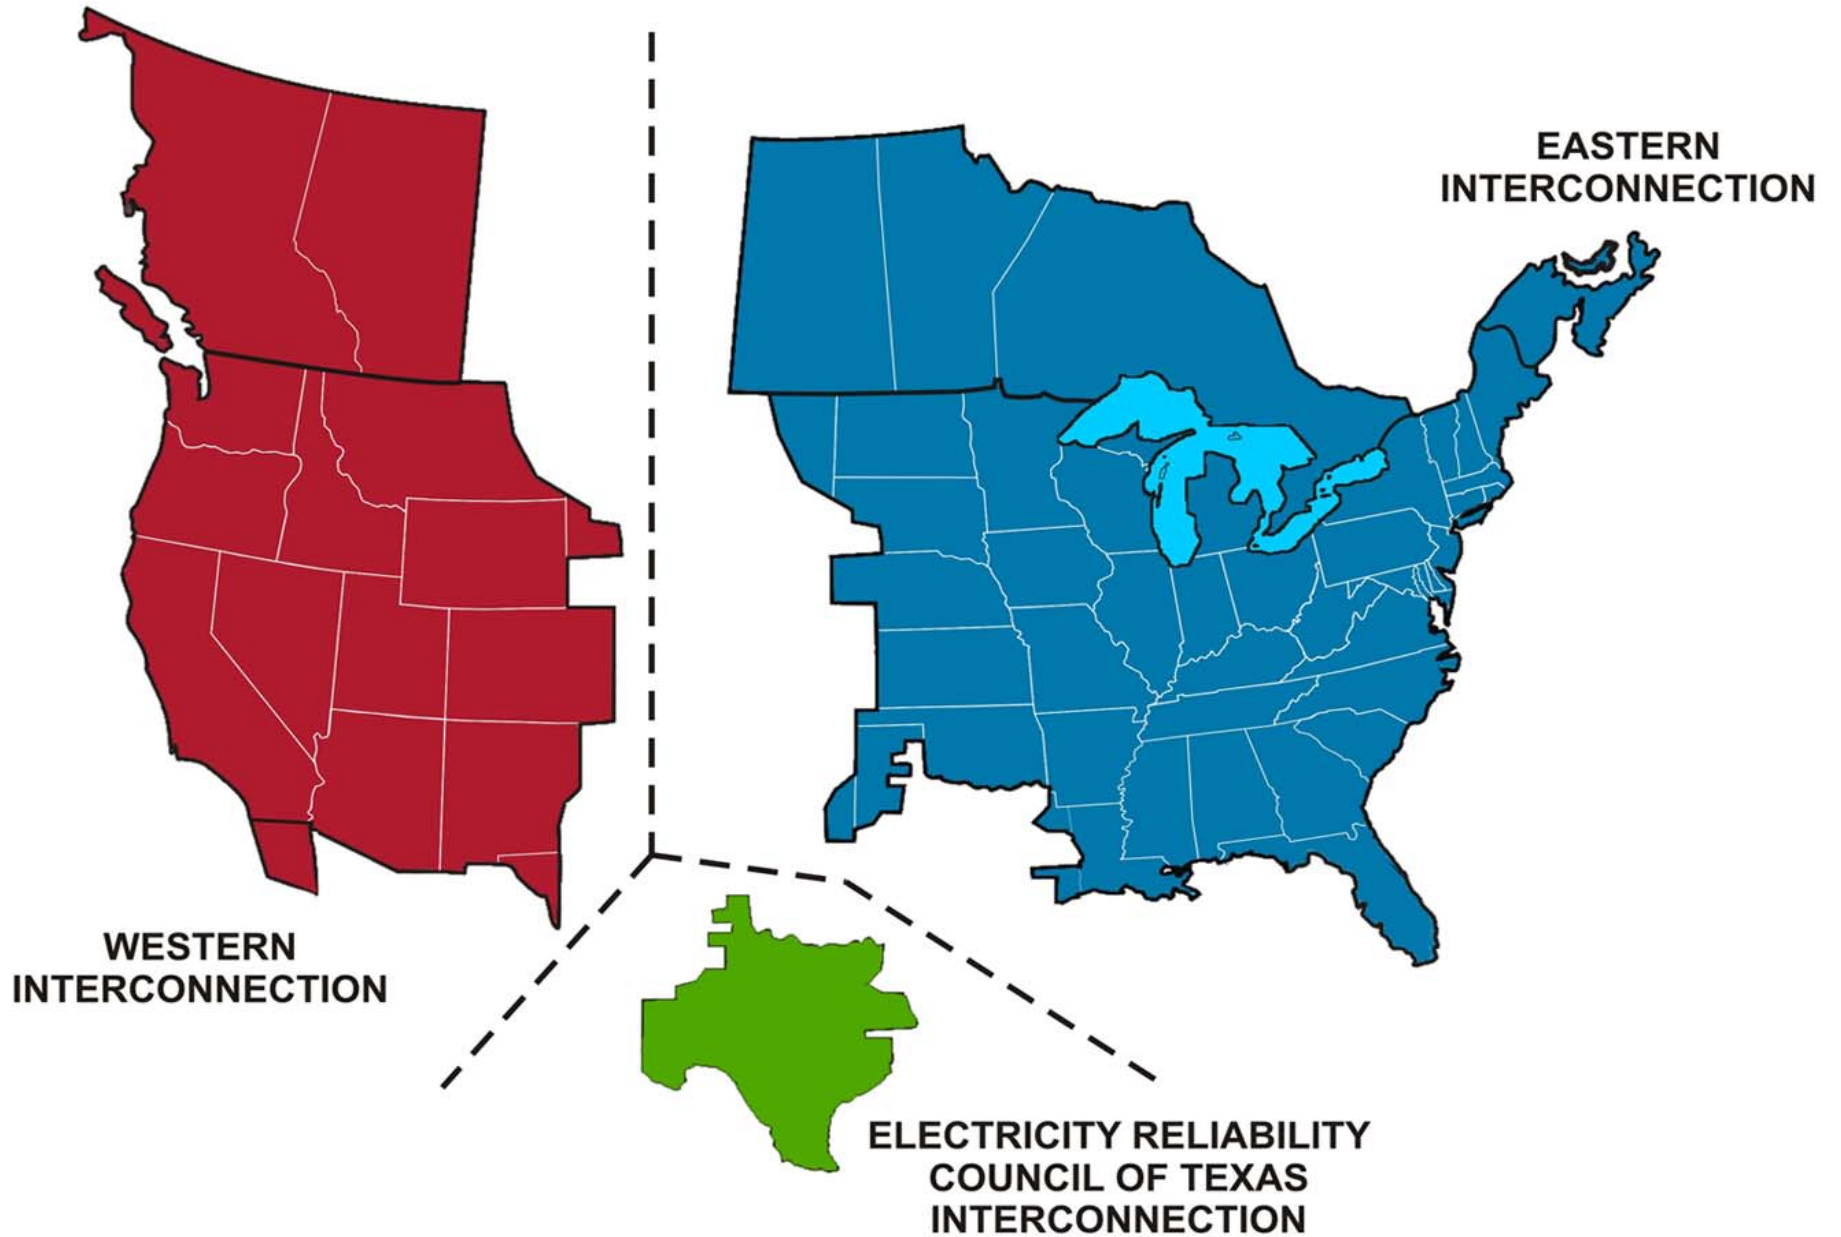 EASTERN
INTERCONNECTION
WESTERN
INTERCONNECTION
ELECTRICITY RELIABILITY
COUNCIL OF TEXAS
INTERCONNECTION